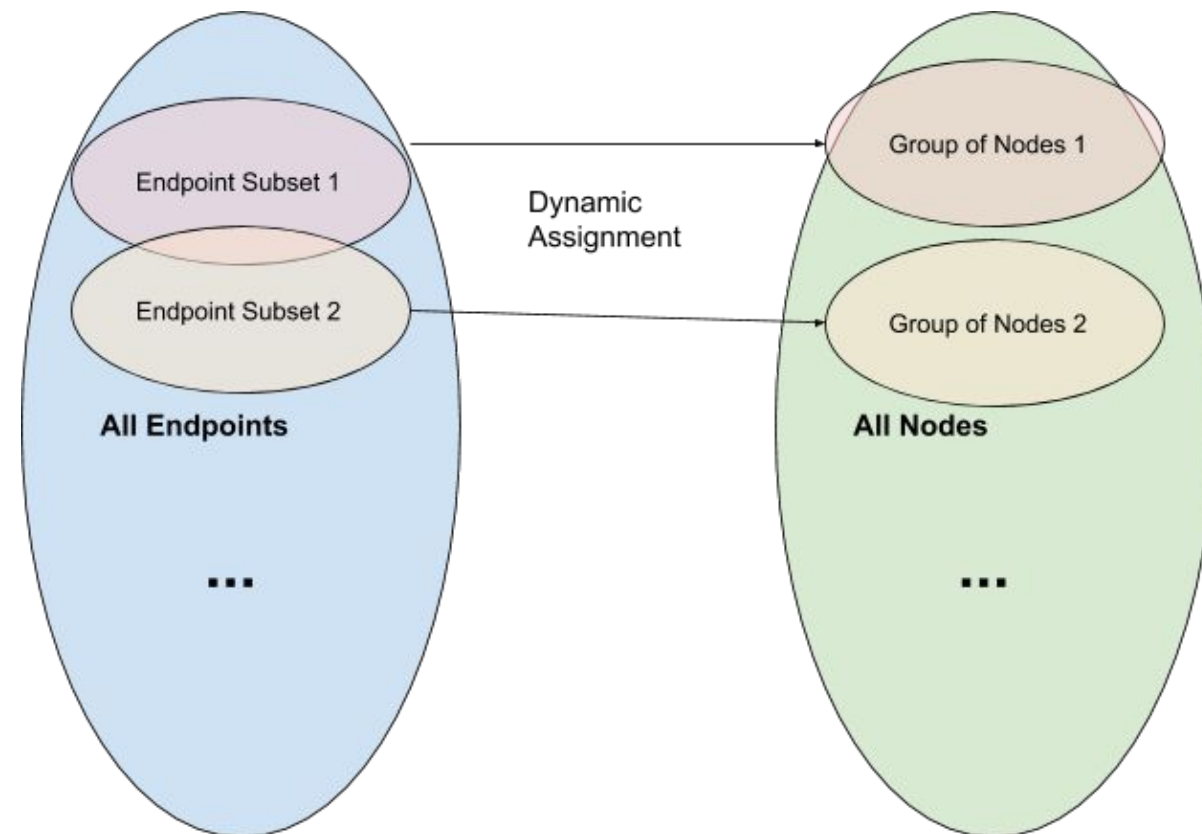 Endpoint Subset 1
Endpoint Subset 2
All Endpoints
...
Dynamic
Assignment
Group of Nodes 1
Group of Nodes 2
All Nodes
...